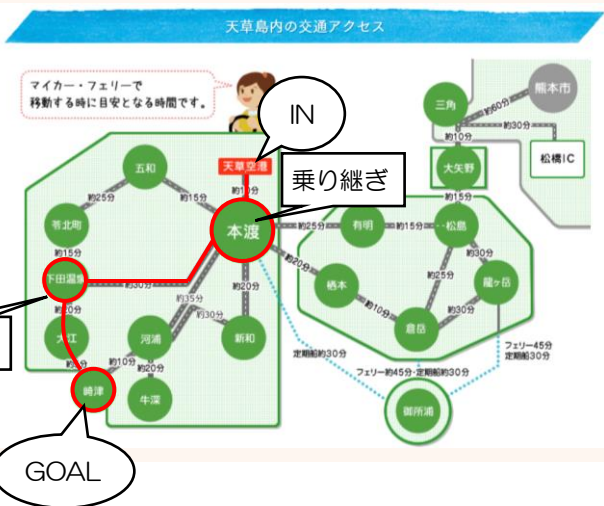 天草島内の交通アクセス
マイカー・フェリーで
移動する時に目安となる時間です。
IN
熊本市
三角
約60分
約30分
約10分
松橋IC
天草空港
大矢野
五和
約10分
乗り継ぎ
約15分
約25分
約15分
苓北町
本渡
約25分
有明
約15分
松島
約15分
約30分
下田温泉
約30分
約20分
約25分
龍ヶ岳
約35分
約20分
栖本
約20分
約30分
約10分
約30分
大江
河浦
新和
倉岳
約10分
定期船約30分
フェリー45分
定期船30分
約20分
フェリー約45分・定期船約30分
﨑津
牛深
御所浦
GOAL